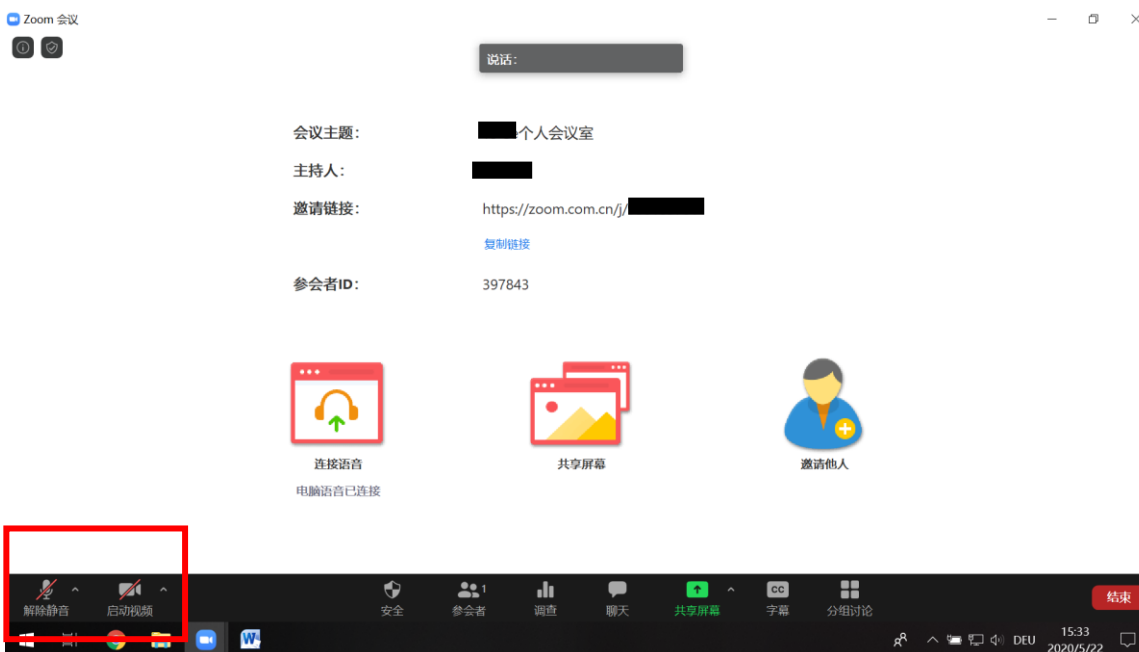 Zoom 会议
说话：
会议主题： 个人会议室
主持人：
邀请链接： https://zoom.com.cn/j/
复制链接
参会者ID： 397843
连接语音 共享屏幕 邀请他人
电脑语音已连接
1
CC
解除静音 启动视频 安全 参会者 调查 聊天 共享屏幕 字幕 分组讨论 结束
W
DEU
15:33
2020/5/22